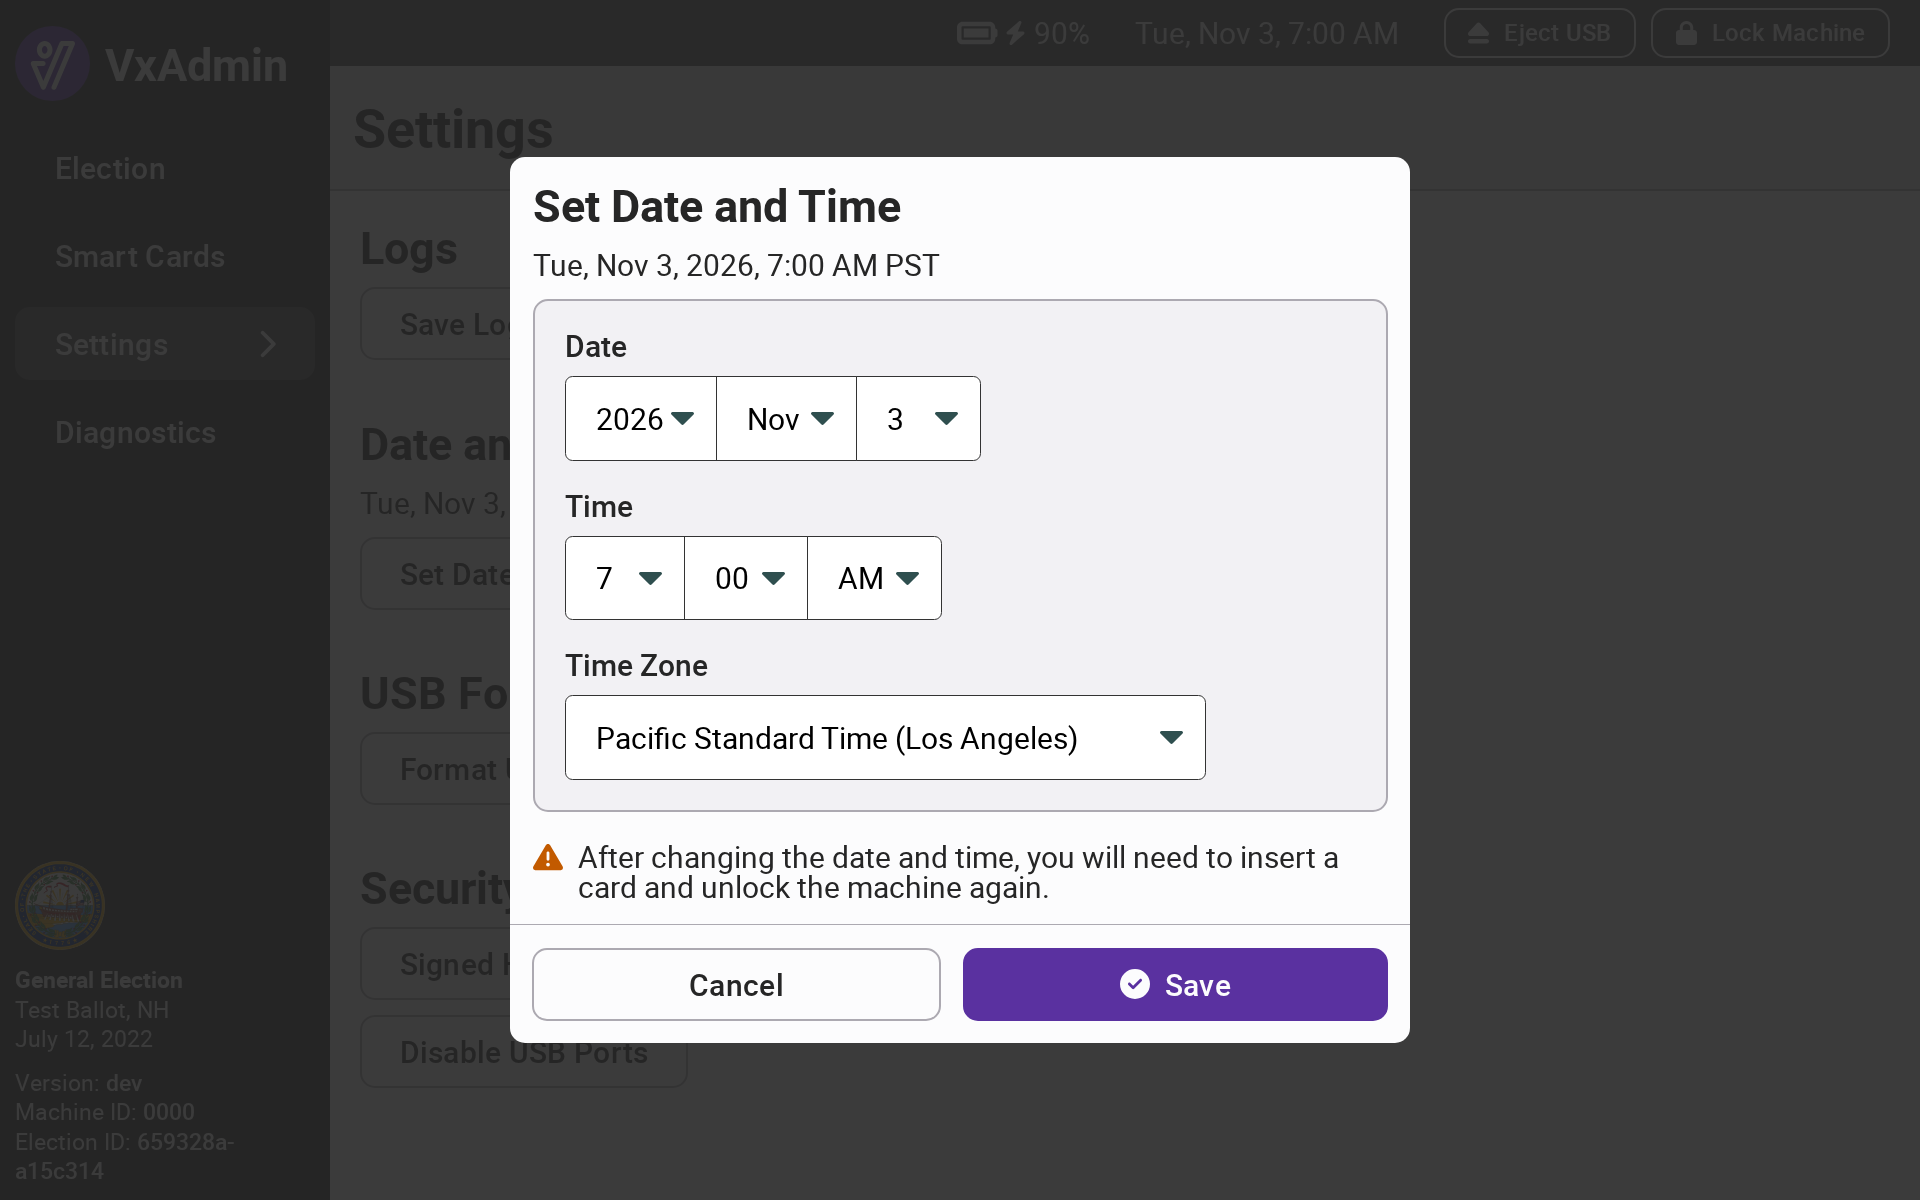 VxAdmin
90%
Tue, Nov 3, 7:00 AM
Eject USB
Lock Machine
Election
Smart Cards
Settings
Diagnostics
General Election
Test Ballot, NH
July 12, 2022
Version: dev
Machine ID: 0000
Election ID: 659328a-
a15c314
Settings
Logs
Save
Date
Tue, Nov 3,
Set Date
USB
Format
Security
Signed
Disable USB Ports
Set Date and Time
Tue, Nov 3, 2026, 7:00 AM PST
Date
2026 Nov 3
Time
7 00 AM
Time Zone
Pacific Standard Time (Los Angeles)
After changing the date and time, you will need to insert a
card and unlock the machine again.
Cancel
Save